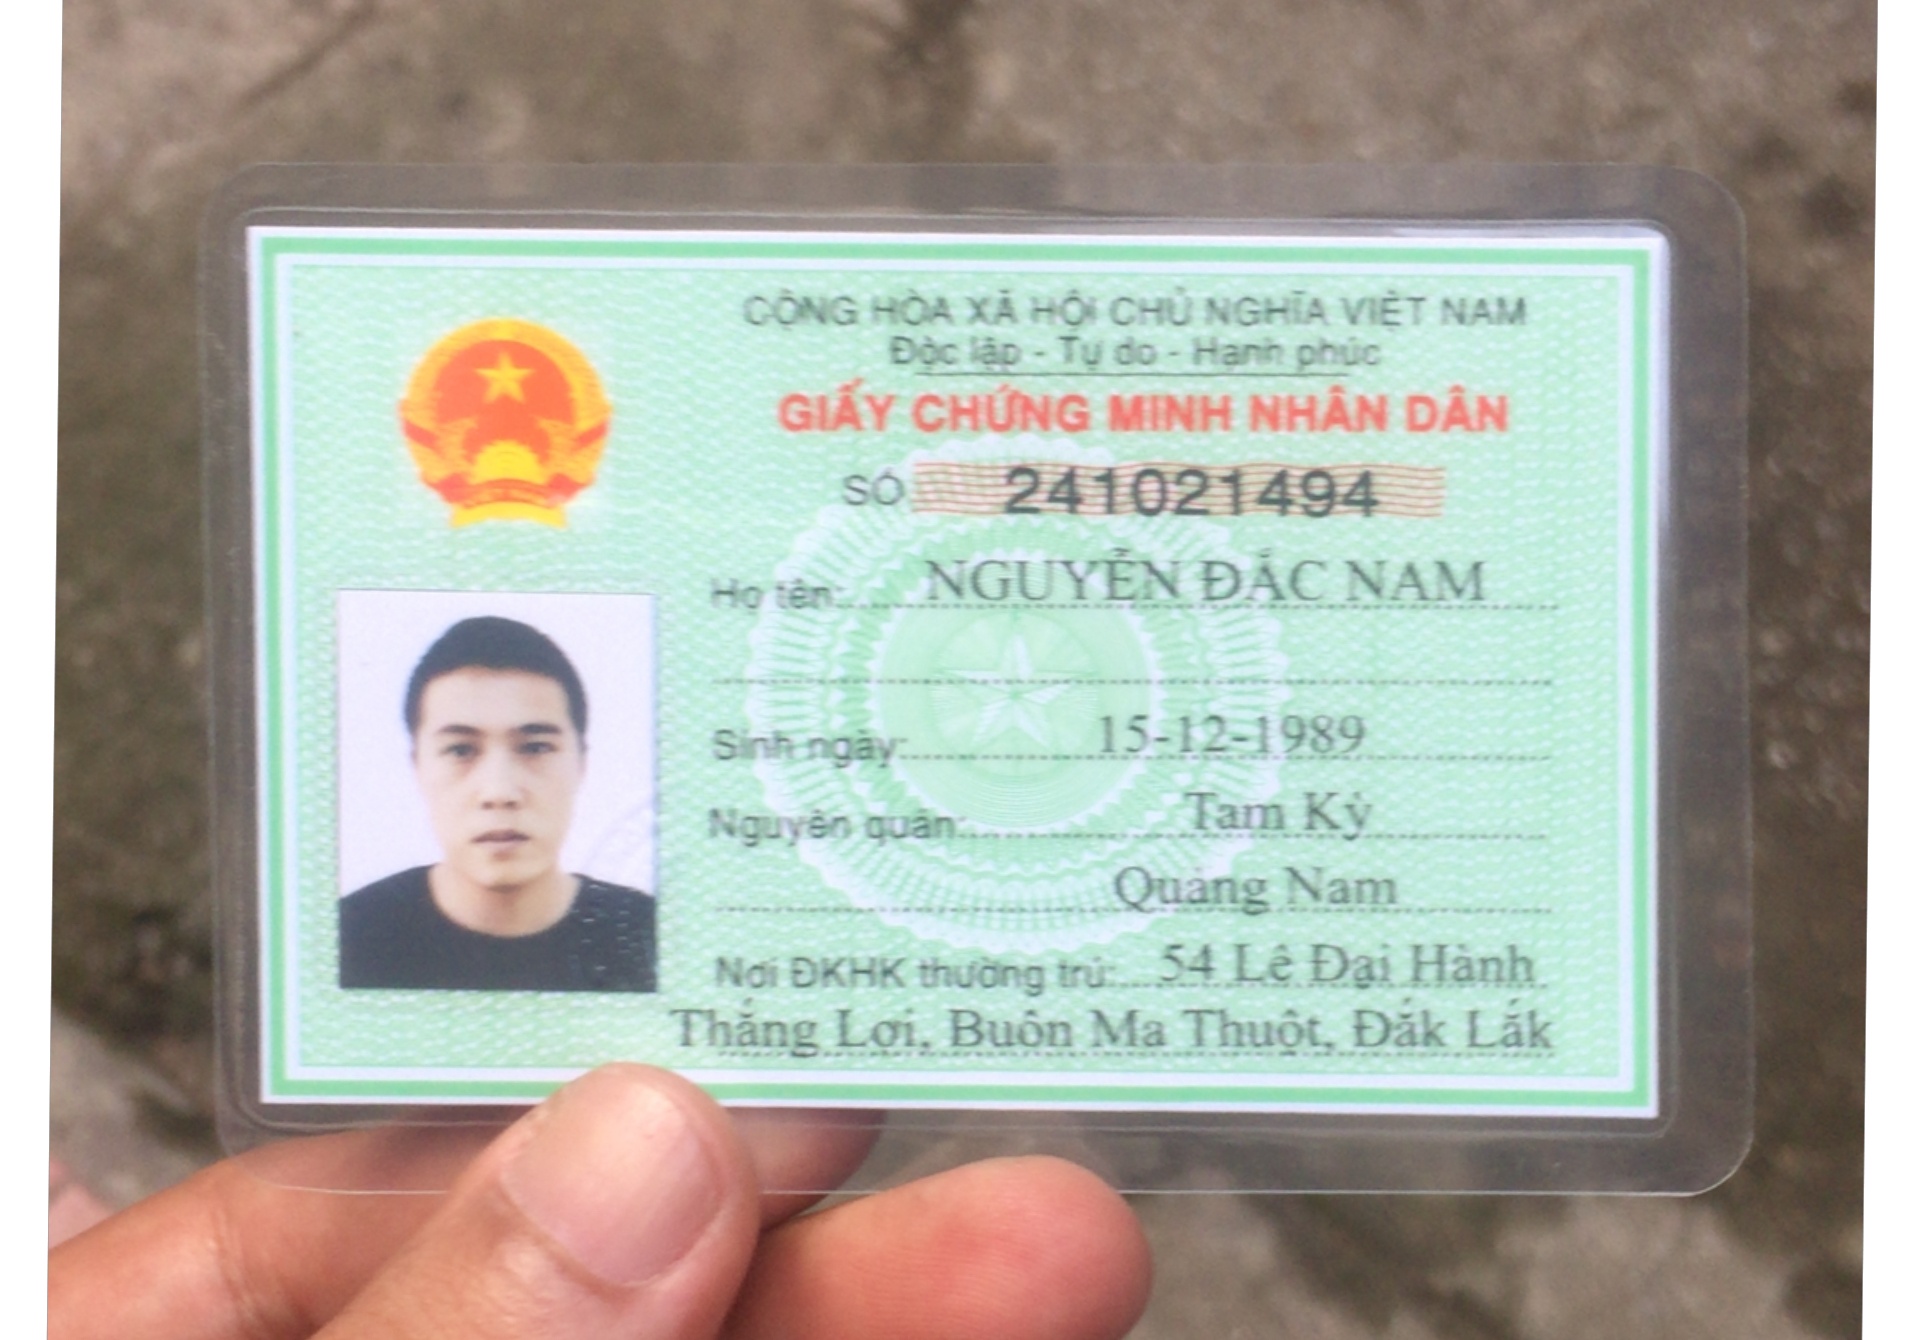 CỘNG HÒA XÃ HỘI CHỦ NGHĨA VIỆT NAM
Độc lập - Tự do - Hạnh phúc
GIẤY CHỨNG MINH NHÂN DÂN
SỐ 241021494
Họ tên: NGUYỄN ĐẮC NAM
Sinh ngày: 15-12-1989
Nguyên quán: Tam Kỳ
Quảng Nam
Nơi ĐKHK thường trú: 54 Lê Đại Hành
Thắng Lợi, Buôn Ma Thuột, Đắk Lắk